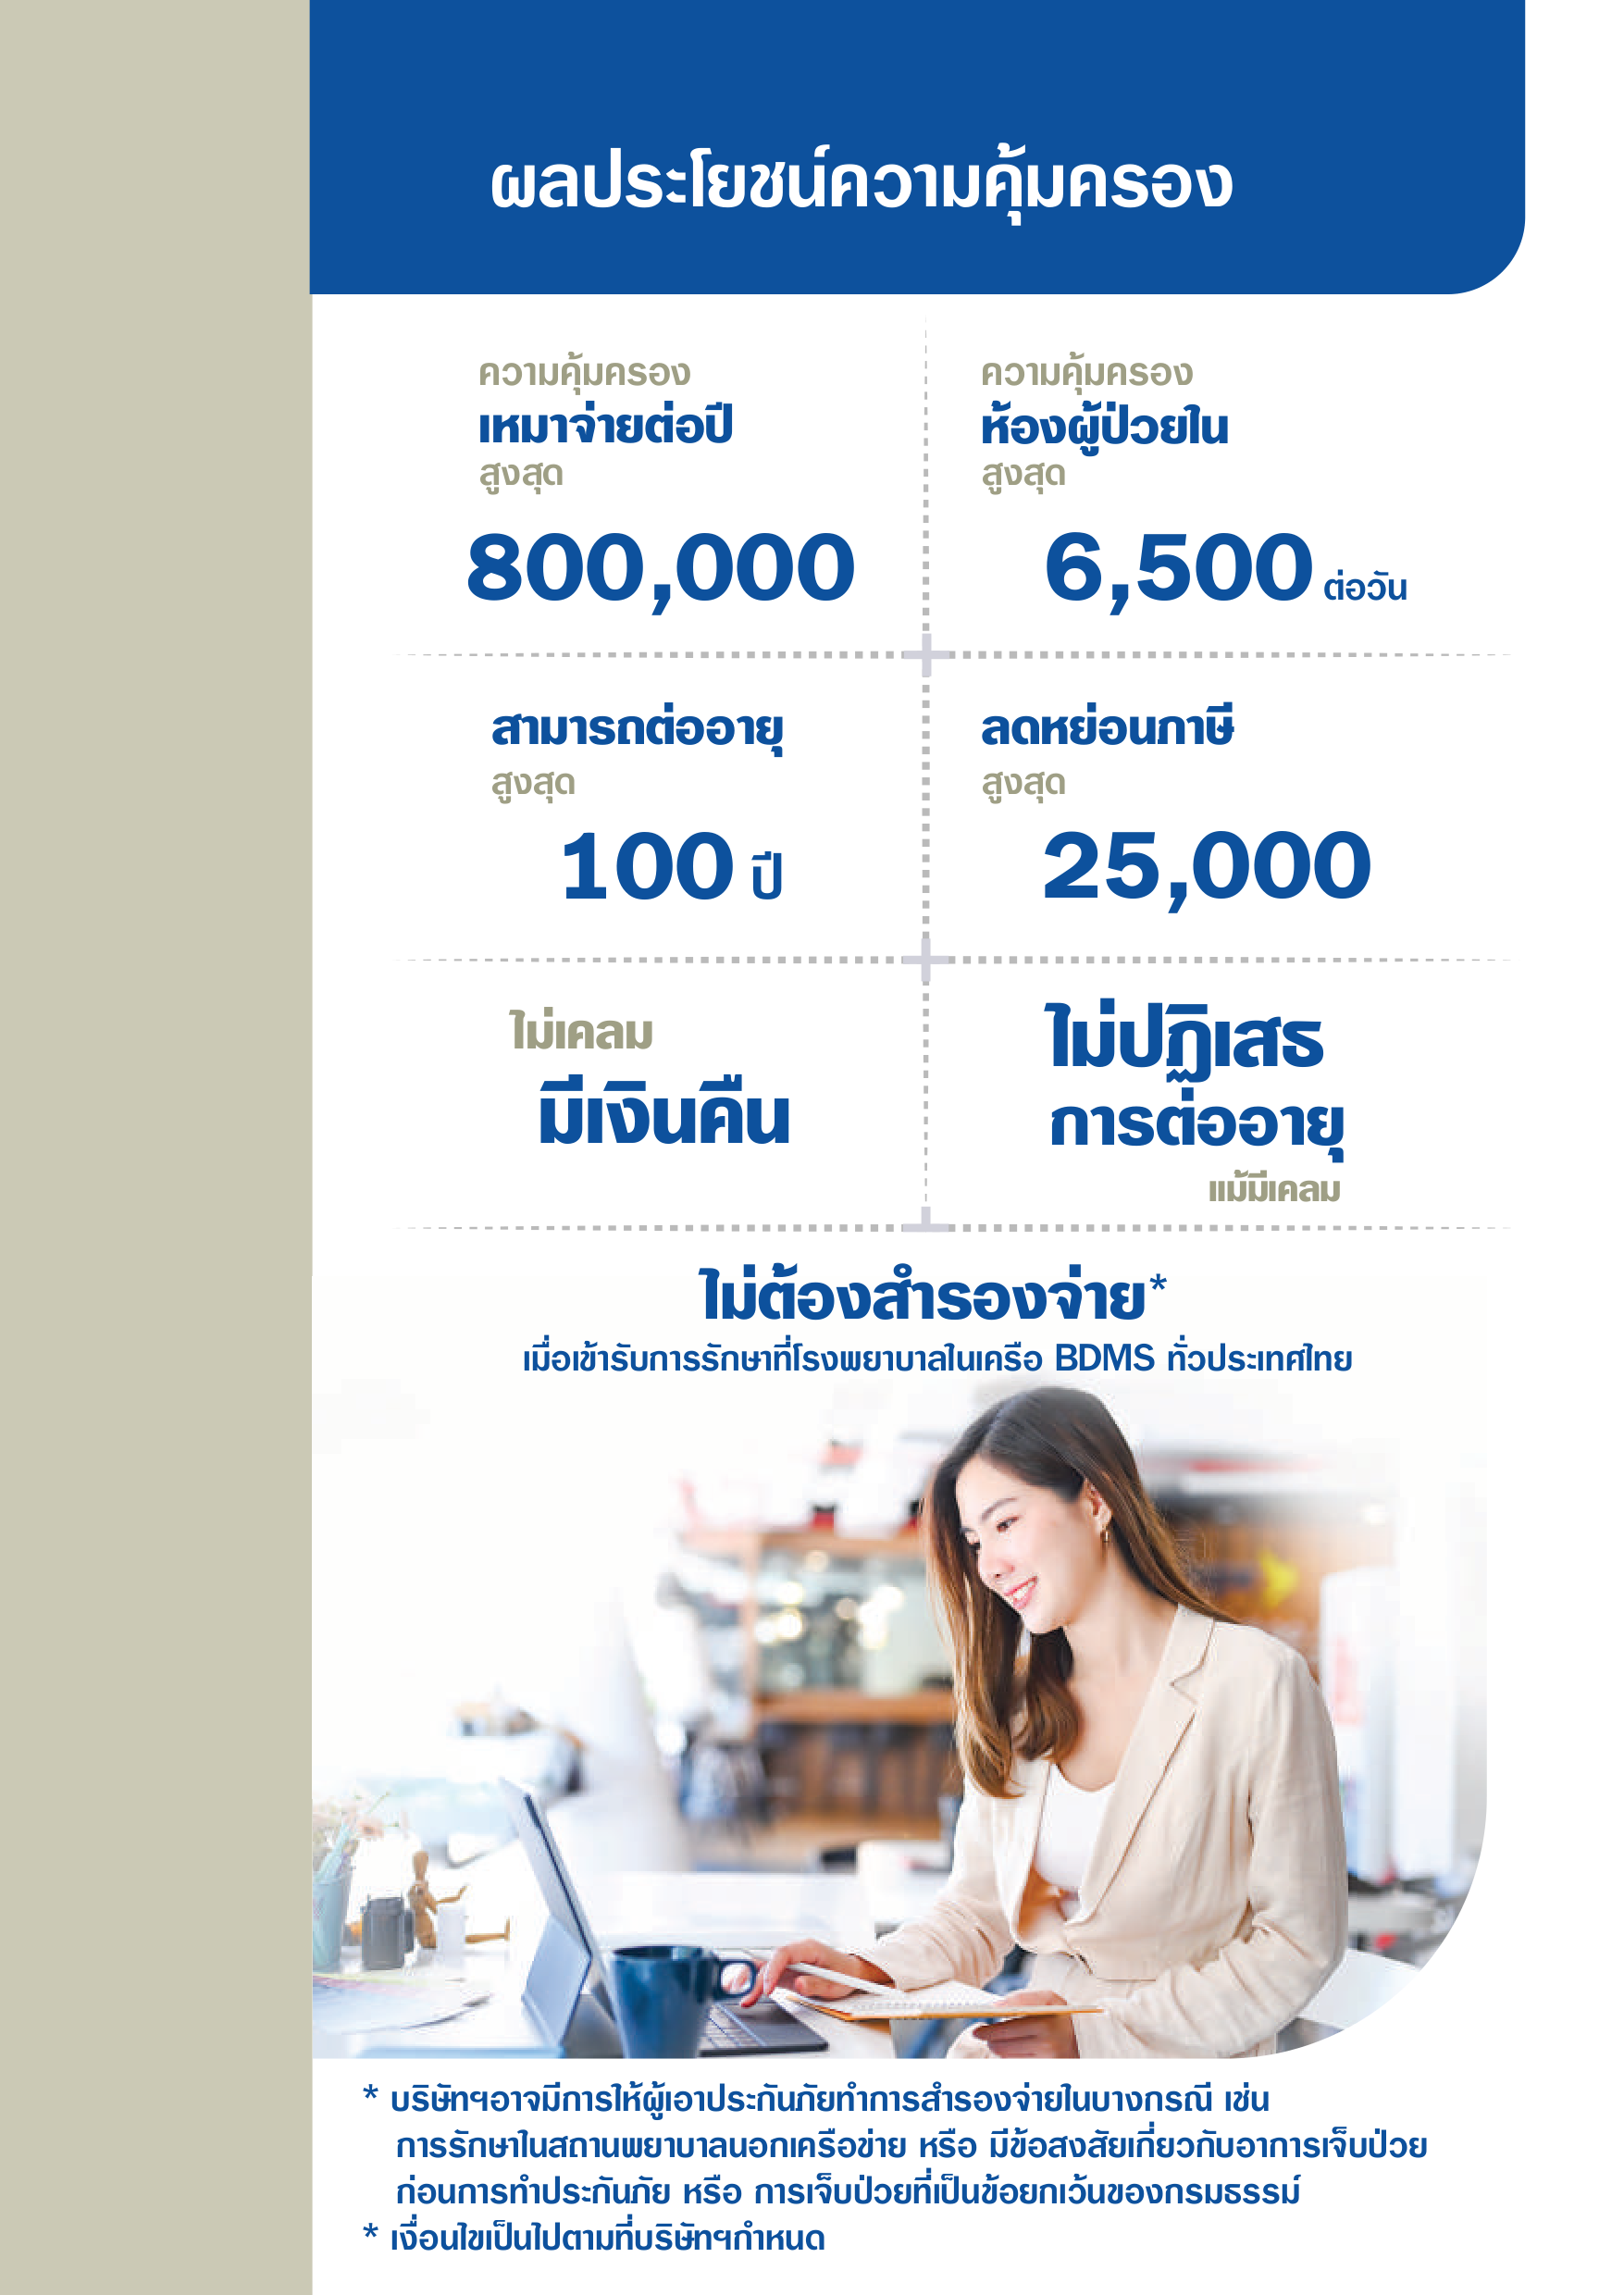 ผลประโยชน์ความคุ้มครอง
ความคุ้มครอง
เหมาจ่ายต่อปี
สูงสุด
800,000
ความคุ้มครอง
ห้องผู้ป่วยใน
สูงสุด
6,500 ต่อวัน
สามารถต่ออายุ
สูงสุด
100 ปี
ลดหย่อนภาษี
สูงสุด
25,000
ไม่เคลม
มีเงินคืน
ไม่ปฏิเสธ
การต่ออายุ
แม้มีเคลม
ไม่ต้องสำรองจ่าย*
เมื่อเข้ารับการรักษาที่โรงพยาบาลในเครือ BDMS ทั่วประเทศไทย
* บริษัทฯอาจมีการให้ผู้เอาประกันภัยทำการสำรองจ่ายในบางกรณี เช่น
การรักษาในสถานพยาบาลนอกเครือข่าย หรือ มีข้อสงสัยเกี่ยวกับอาการเจ็บป่วย
ก่อนการทำประกันภัย หรือ การเจ็บป่วยที่เป็นข้อยกเว้นของกรมธรรม์
* เงื่อนไขเป็นไปตามที่บริษัทฯกำหนด